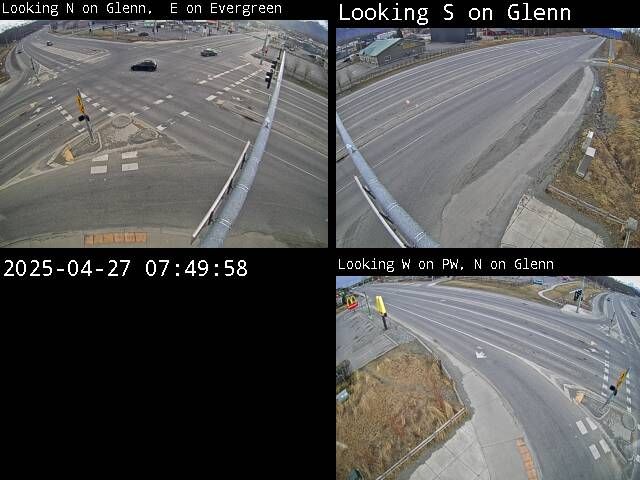 Looking N on Glenn,  E on Evergreen
Looking S on Glenn
2025-04-27 07:49:58
Looking W on PW, N on Glenn